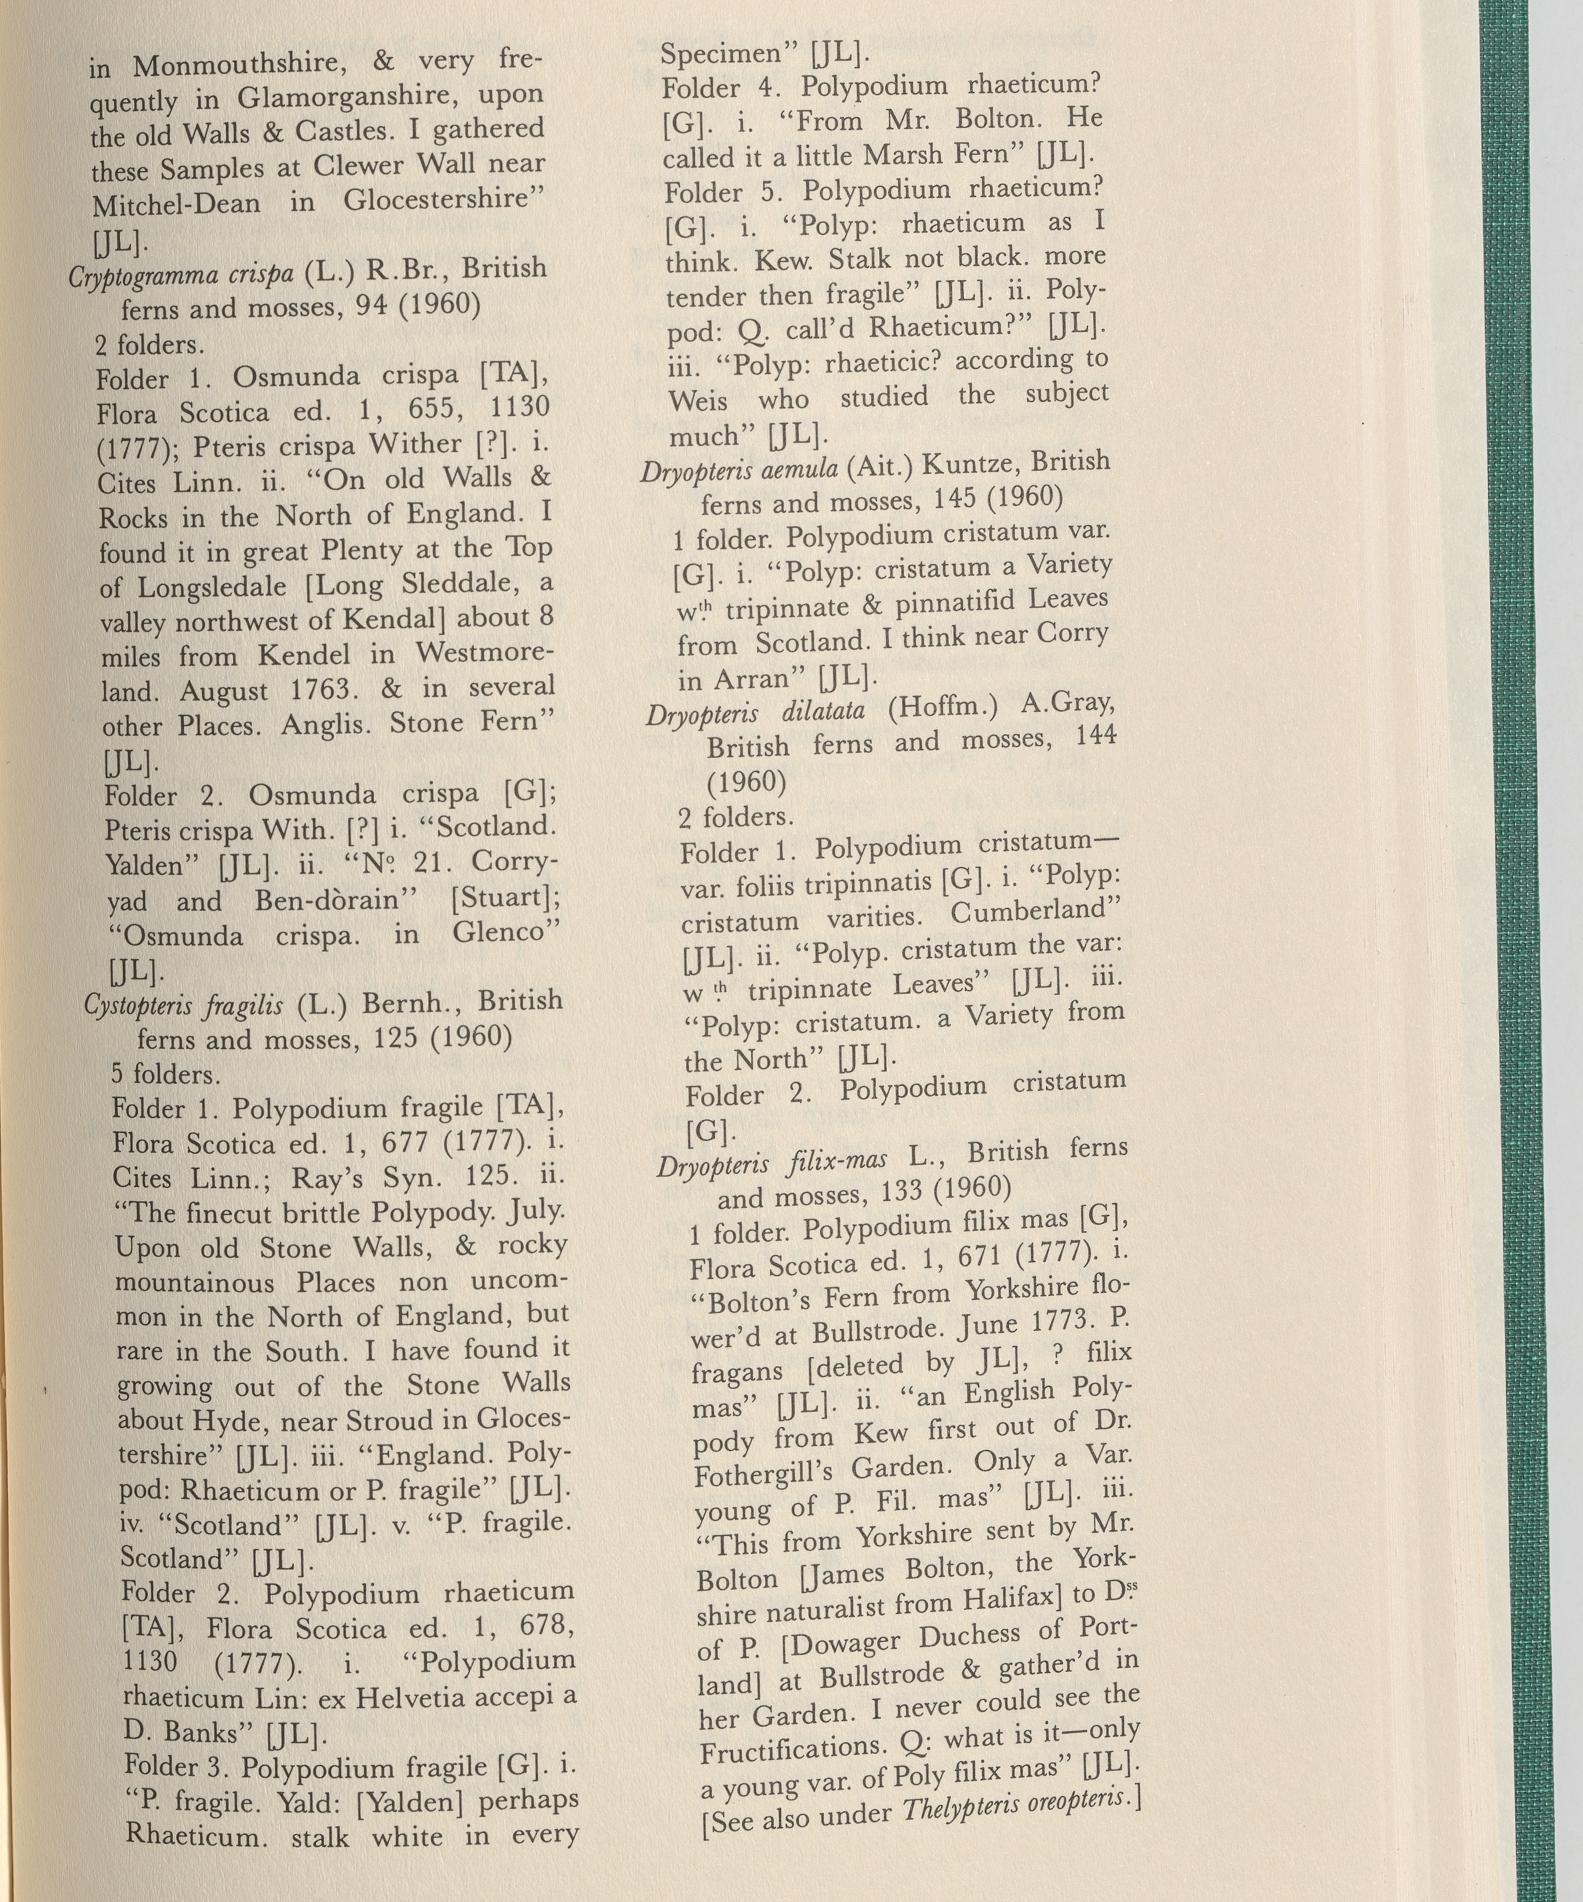 in Monmouthshire, & very fre-
quently in Glamorganshire, upon
the old Walls & Castles. I gathered
these Samples at Clewer Wall near
Mitchel-Dean in Glocestershire”
[JL].
Cryptogramma crispa (L.) R.Br., British
ferns and mosses, 94 (1960)
2 folders.
Folder 1. Osmunda crispa [TA],
Flora Scotica ed. 1, 655, 1130
(1777); Pteris crispa Wither [?]. i.
Cites Linn. ii. “On old Walls &
Rocks in the North of England. I
found it in great Plenty at the Top
of Longsledale [Long Sleddale, a
valley northwest of Kendal] about 8
miles from Kendel in Westmore-
land. August 1763. & in several
other Places. Anglis. Stone Fern”
[JL].
Folder 2. Osmunda crispa [G];
Pteris crispa With. [?] i. “Scotland.
Yalden” [JL]. ii. “Nº. 21. Corry-
yad and Ben-dòrain” [Stuart];
“Osmunda crispa. in Glenco”
[JL].
Cystopteris fragilis (L.) Bernh., British
ferns and mosses, 125 (1960)
5 folders.
Folder 1. Polypodium fragile [TA],
Flora Scotica ed. 1, 677 (1777). i.
Cites Linn.; Ray’s Syn. 125. ii.
“The finecut brittle Polypody. July.
Upon old Stone Walls, & rocky
mountainous Places non uncom-
mon in the North of England, but
rare in the South. I have found it
growing out of the Stone Walls
about Hyde, near Stroud in Gloces-
tershire” [JL]. iii. “England. Poly-
pod: Rhaeticum or P. fragile” [JL].
iv. “Scotland” [JL]. v. “P. fragile.
Scotland” [JL].
Folder 2. Polypodium rhaeticum
[TA], Flora Scotica ed. 1, 678,
1130 (1777). i. “Polypodium
rhaeticum Lin: ex Helvetia accepi a
D. Banks” [JL].
Folder 3. Polypodium fragile [G]. i.
“P. fragile. Yald: [Yalden] perhaps
Rhaeticum. stalk white in every
Specimen” [JL].
Folder 4. Polypodium rhaeticum?
[G]. i. “From Mr. Bolton. He
called it a little Marsh Fern” [JL].
Folder 5. Polypodium rhaeticum?
[G]. i. “Polyp: rhaeticum as I
think. Kew. Stalk not black. more
tender then fragile” [JL]. ii. Poly-
pod: Q. call’d Rhaeticum?” [JL].
iii. “Polyp: rhaeticic? according to
Weis who studied the subject
much” [JL].
Dryopteris aemula (Ait.) Kuntze, British
ferns and mosses, 145 (1960)
1 folder. Polypodium cristatum var.
[G]. i. “Polyp: cristatum a Variety
w.ᵗʰ tripinnate & pinnatifid Leaves
from Scotland. I think near Corry
in Arran” [JL].
Dryopteris dilatata (Hoffm.) A.Gray,
British ferns and mosses, 144
(1960)
2 folders.
Folder 1. Polypodium cristatum—
var. foliis tripinnatis [G]. i. “Polyp:
cristatum varities. Cumberland”
[JL]. ii. “Polyp. cristatum the var:
w .ᵗʰ tripinnate Leaves” [JL]. iii.
“Polyp: cristatum. a Variety from
the North” [JL].
Folder 2. Polypodium cristatum
[G].
Dryopteris filix-mas L., British ferns
and mosses, 133 (1960)
1 folder. Polypodium filix mas [G],
Flora Scotica ed. 1, 671 (1777). i.
“Bolton’s Fern from Yorkshire flo-
wer’d at Bullstrode. June 1773. P.
fragans [deleted by JL], ? filix
mas” [JL]. ii. “an English Poly-
pody from Kew first out of Dr.
Fothergill’s Garden. Only a Var.
young of P. Fil. mas” [JL]. iii.
“This from Yorkshire sent by Mr.
Bolton [James Bolton, the York-
shire naturalist from Halifax] to D.ˢˢ
of P. [Dowager Duchess of Port-
land] at Bullstrode & gather’d in
her Garden. I never could see the
Fructifications. Q: what is it—only
a young var. of Poly filix mas” [JL].
[See also under Thelypteris oreopteris.]